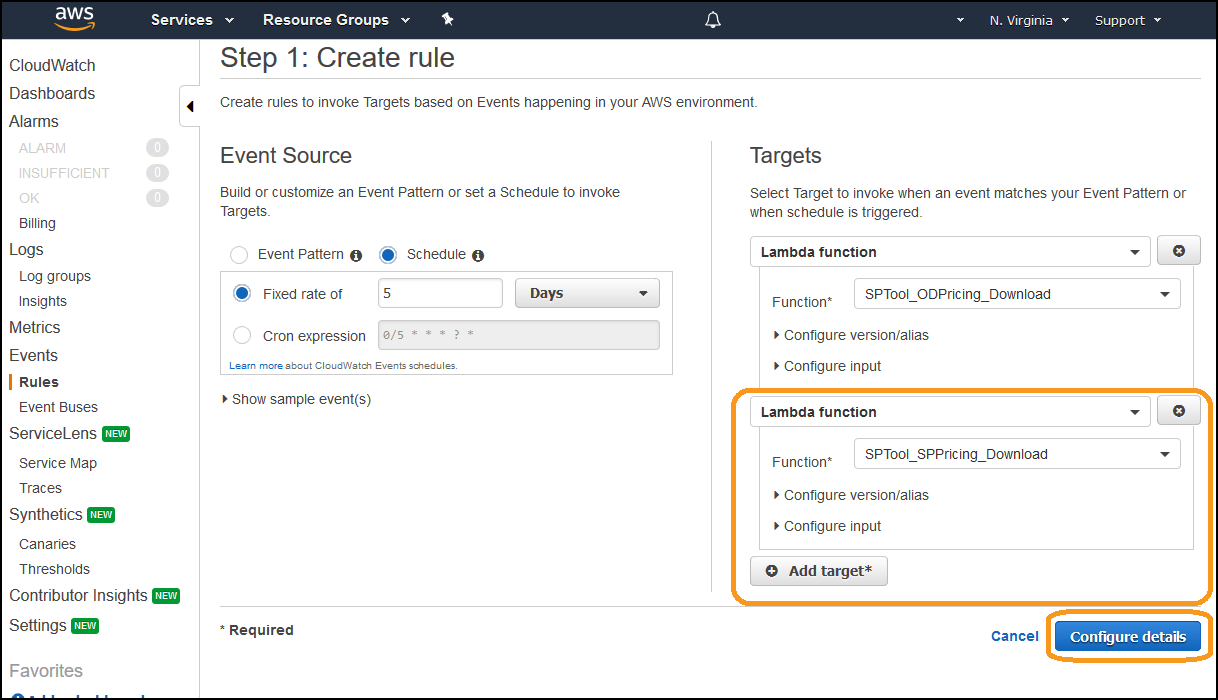 aws
Services
Resource Groups
N. Virginia
Support
CloudWatch
Dashboards
Alarms
ALARM 0
INSUFFICIENT 0
OK 0
Billing
Logs
Log groups
Insights
Metrics
Events
Rules
Event Buses
ServiceLens NEW
Service Map
Traces
Synthetics NEW
Canaries
Thresholds
Contributor Insights NEW
Settings NEW
Favorites
Step 1: Create rule
Create rules to invoke Targets based on Events happening in your AWS environment.
Event Source
Build or customize an Event Pattern or set a Schedule to invoke
Targets.
Event Pattern Schedule
Fixed rate of 5 Days
Cron expression 0/5 * * * ? *
Learn more about CloudWatch Events schedules.
Show sample event(s)
Targets
Select Target to invoke when an event matches your Event Pattern or
when schedule is triggered.
Lambda function
Function* SPTool_ODPricing_Download
Configure version/alias
Configure input
Lambda function
Function* SPTool_SPPricing_Download
Configure version/alias
Configure input
Add target*
* Required
Cancel
Configure details